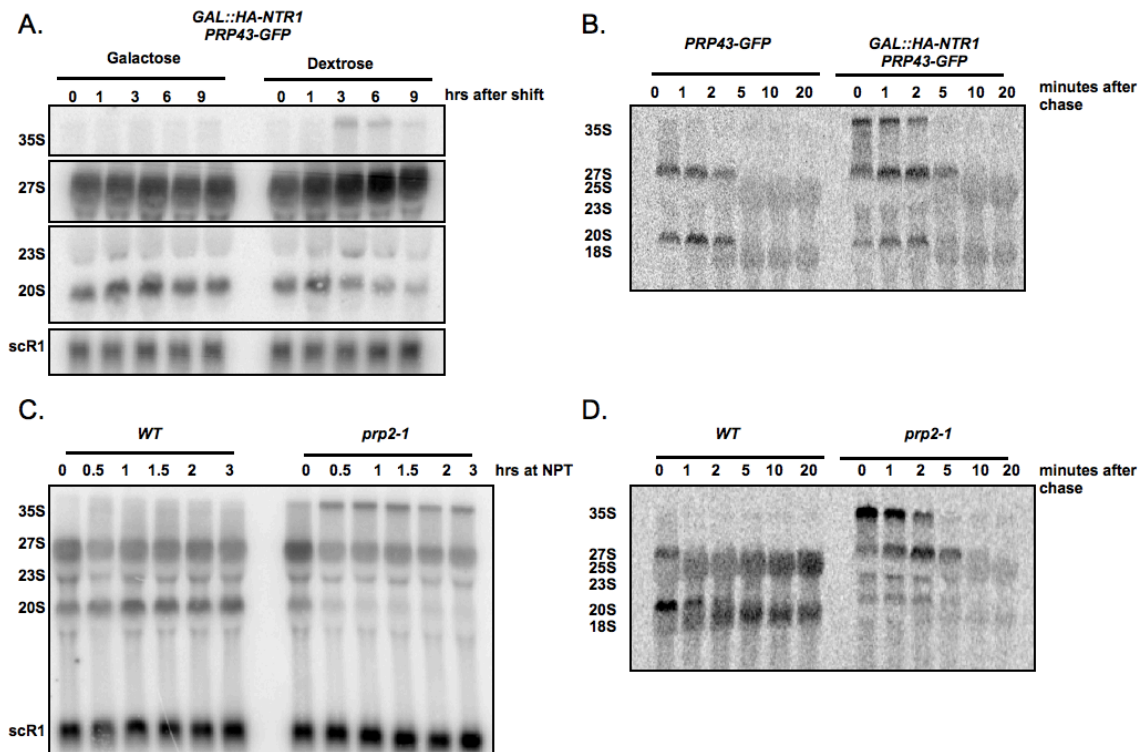 A.
GAL::HA-NTR1
PRP43-GFP
Galactose Dextrose
0 1 3 6 9 0 1 3 6 9 hrs after shift
35S
27S
23S
20S
scR1
B.
PRP43-GFP GAL::HA-NTR1
PRP43-GFP
0 1 2 5 10 20 0 1 2 5 10 20 minutes after
chase
35S
27S
25S
23S
20S
18S
C.
WT prp2-1
0 0.5 1 1.5 2 3 0 0.5 1 1.5 2 3 hrs at NPT
35S
27S
23S
20S
scR1
D.
WT prp2-1
0 1 2 5 10 20 0 1 2 5 10 20 minutes after
chase
35S
27S
25S
23S
20S
18S